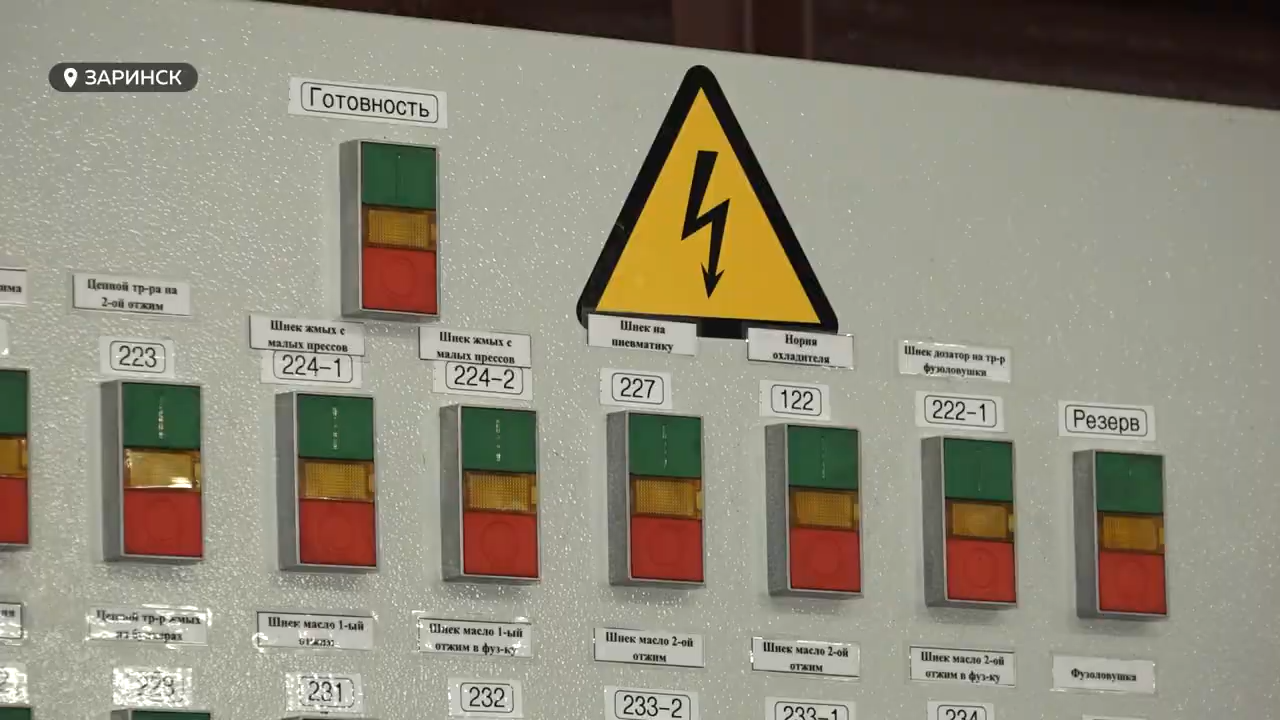 ЗАРИНСК
Готовность
Цепной тр-ра на
2-ой отжим
223
Шнек жмых с
малых прессов
224-1
Шнек жмых с
малых прессов
224-2
Шнек на
пневматику
227
Нория
охладителя
122
Шнек дозатор на тр-р
фузоловушки
222-1
Резерв
Цепной тр-р жмых
Шнек масло 1-ый
отжим
231
Шнек масло 1-ый
отжим в фуз-ку
232
Шнек масло 2-ой
отжим
233-2
Шнек масло 2-ой
отжим
233-1
Шнек масло 2-ой
отжим в фуз-ку
234
Фузоловушка